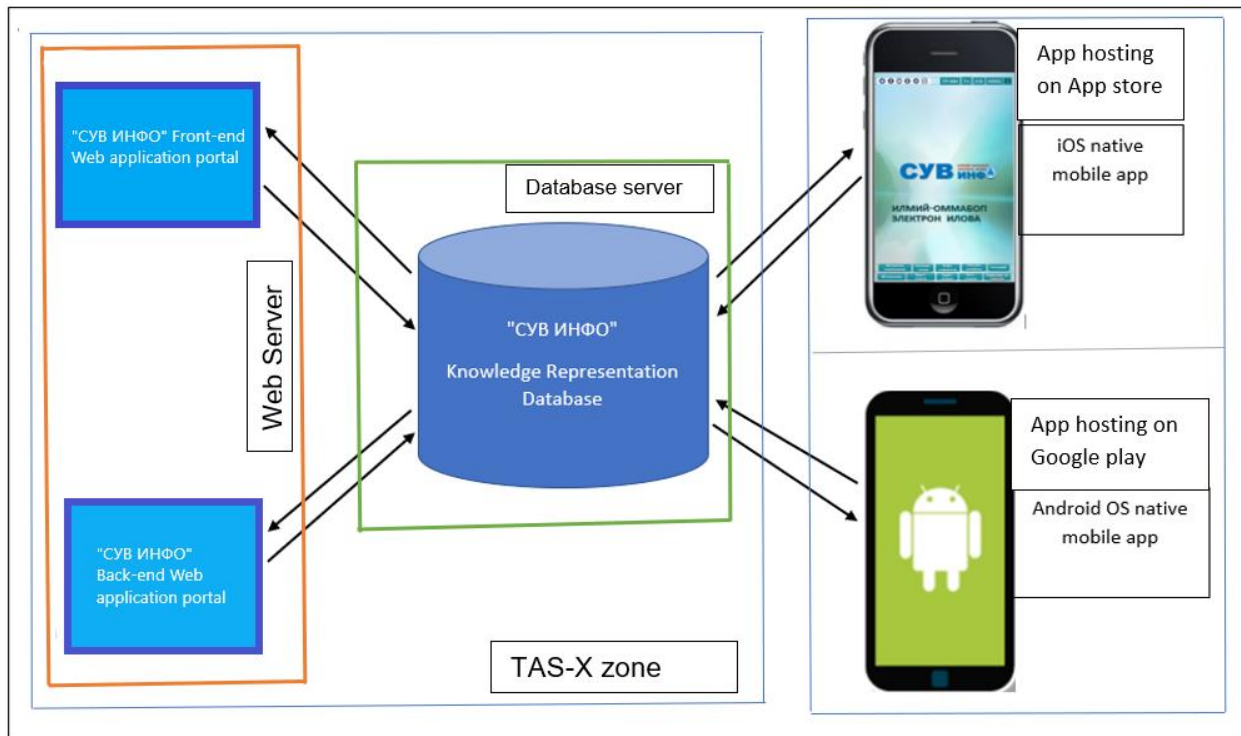 "СУВ ИНФО" Front-end
Web application portal
Web Server
"СУВ ИНФО"
Back-end Web
application portal
Database server
"СУВ ИНФО"
Knowledge Representation
Database
TAS-X zone
App hosting
on App store
iOS native
mobile app
СУВ ИНФО
ИЛМИЙ-ОММАБОП
ЭЛЕКТРОН ИЛОВА
App hosting on
Google play
Android OS native
mobile app